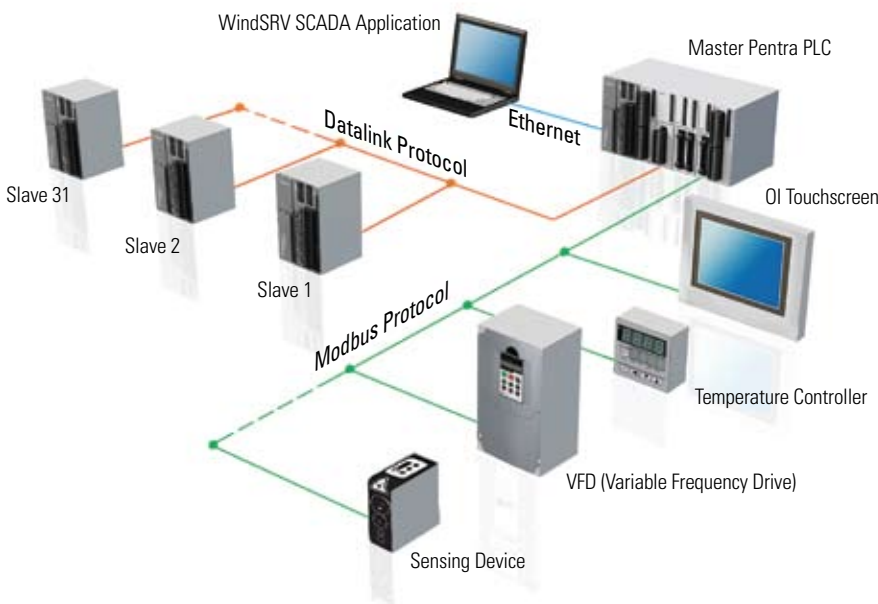 WindSRV SCADA Application
Master Pentra PLC
Ethernet
Datalink Protocol
Slave 31
OI Touchscreen
Slave 2
Slave 1
Modbus Protocol
Temperature Controller
VFD (Variable Frequency Drive)
Sensing Device